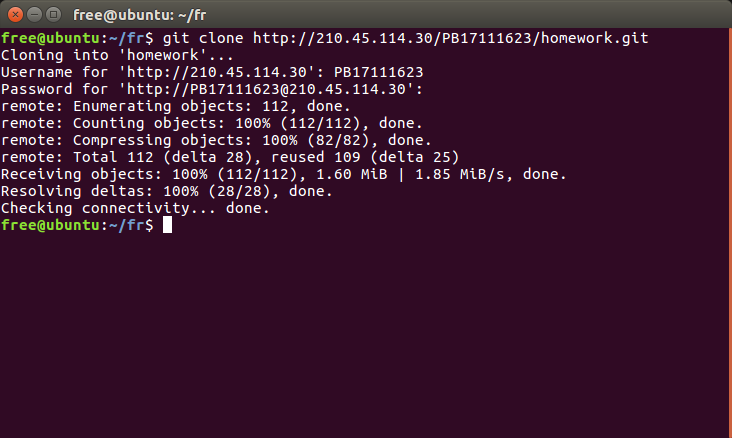 free@ubuntu: ~/fr
free@ubuntu:~/fr$ git clone http://210.45.114.30/PB17111623/homework.git
Cloning into 'homework'...
Username for 'http://210.45.114.30': PB17111623
Password for 'http://PB17111623@210.45.114.30':
remote: Enumerating objects: 112, done.
remote: Counting objects: 100% (112/112), done.
remote: Compressing objects: 100% (82/82), done.
remote: Total 112 (delta 28), reused 109 (delta 25)
Receiving objects: 100% (112/112), 1.60 MiB | 1.85 MiB/s, done.
Resolving deltas: 100% (28/28), done.
Checking connectivity... done.
free@ubuntu:~/fr$